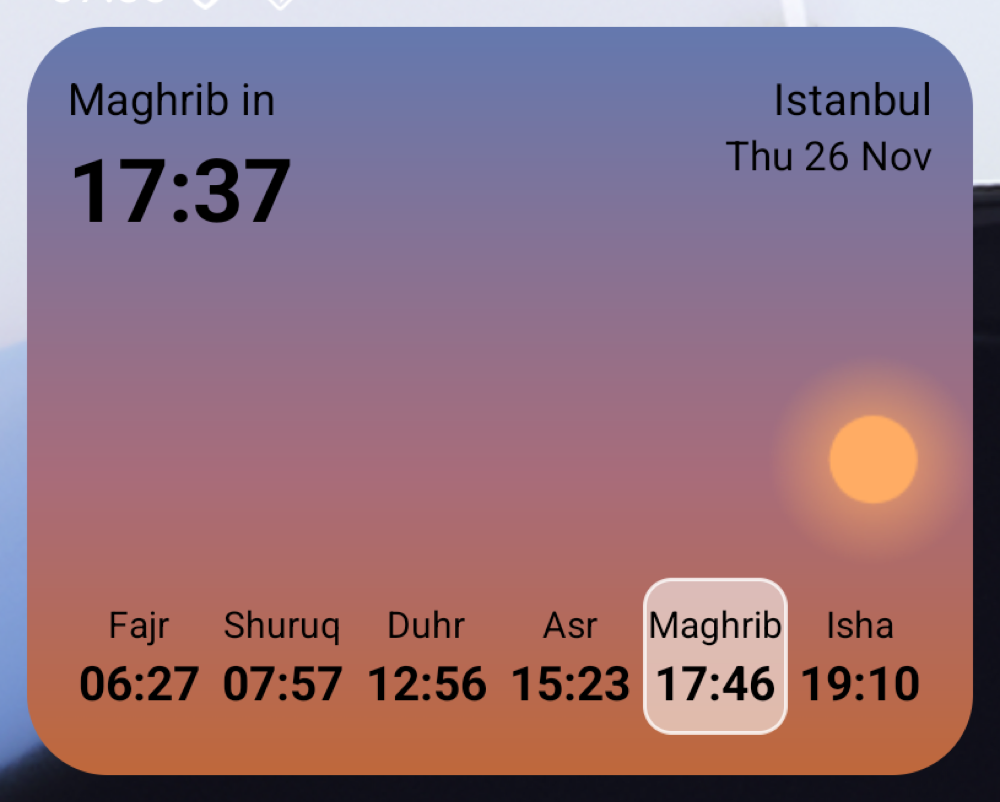 Maghrib in
17:37
Istanbul
Thu 26 Nov
Fajr Shuruq Duhr Asr Maghrib Isha
06:27 07:57 12:56 15:23 17:46 19:10